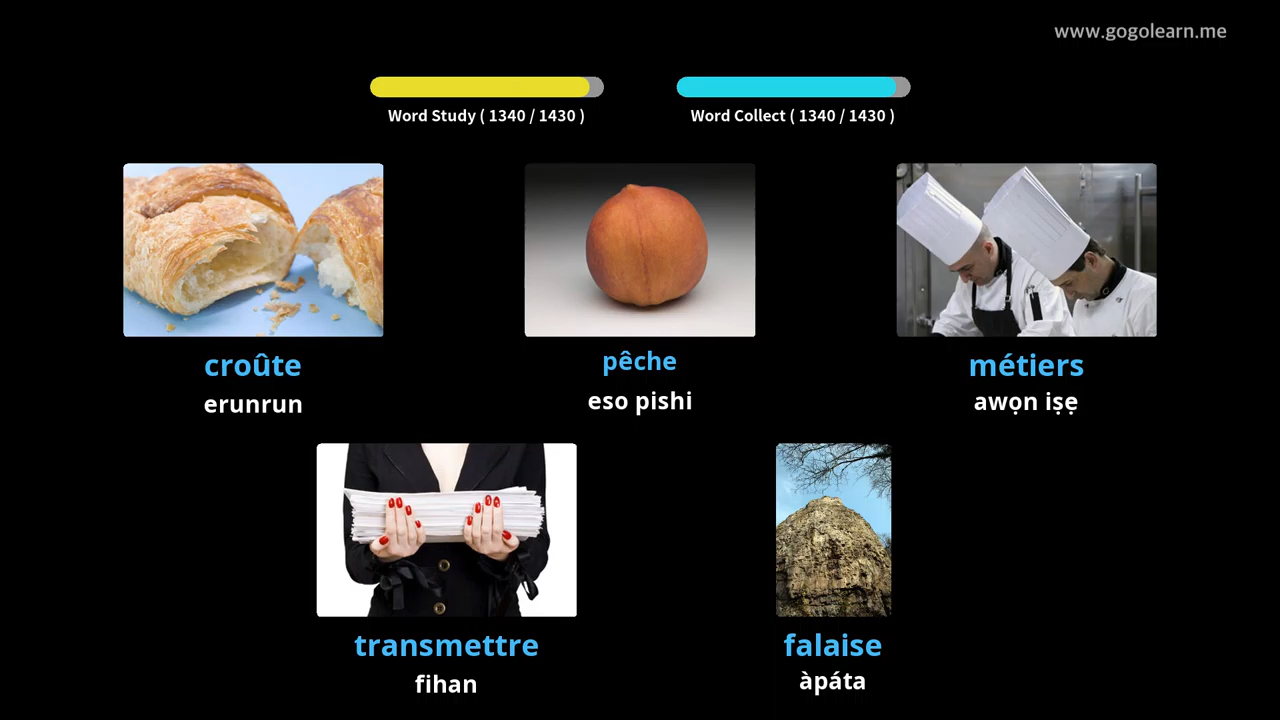 www.gogolearn.me
Word Study ( 1340 / 1430 )
Word Collect ( 1340 / 1430 )
croûte
erunrun
pêche
eso pishi
métiers
awọn iṣẹ
transmettre
fihan
falaise
àpáta